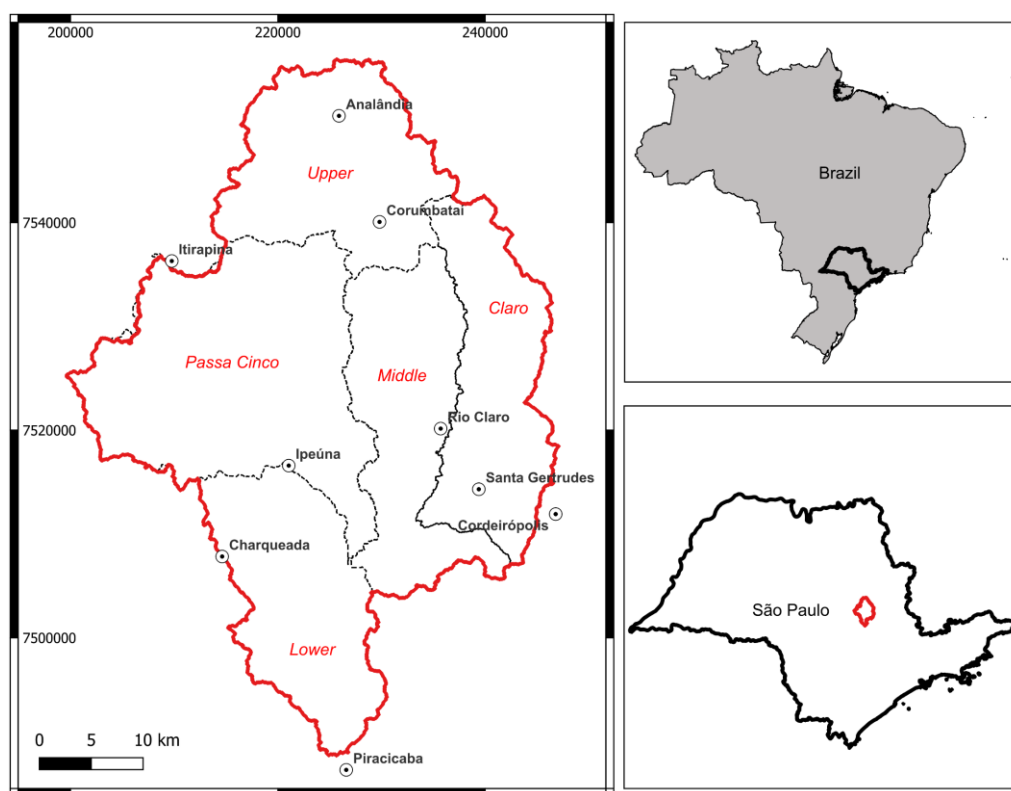 200000
220000
240000
Analândia
Upper
Corumbataí
7540000
Itirapina
Claro
Passa Cinco
Middle
Rio Claro
7520000
Ipeúna
Santa Gertrudes
Cordeirópolis
Charqueada
7500000
Lower
0 5 10 km
Piracicaba
Brazil
São Paulo